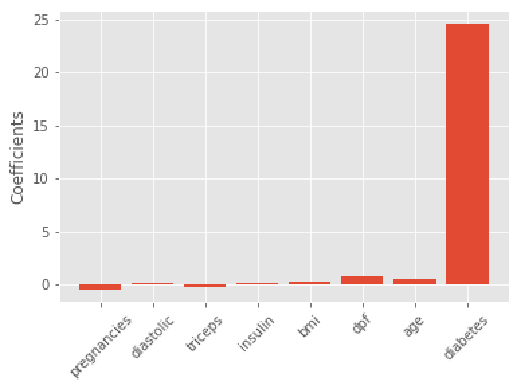 25
20
15
10
5
0
Coefficients
pregnancies
diastolic
triceps
insulin
bmi
dpf
age
diabetes